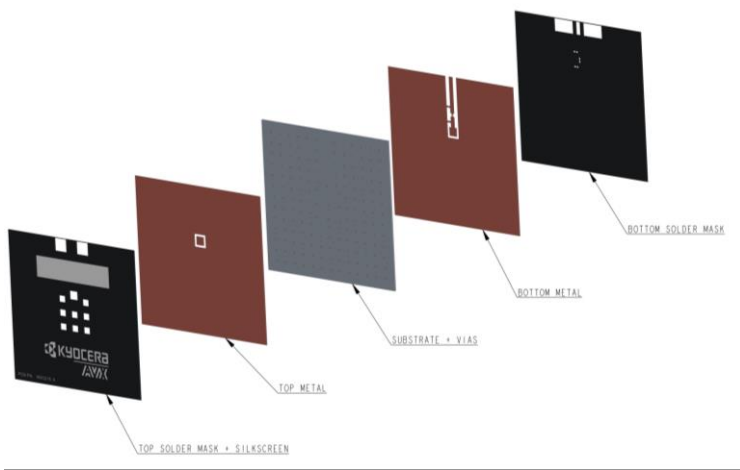 BOTTOM SOLDER MASK
BOTTOM METAL
SUBSTRATE + VIAS
TOP METAL
KYOCERA
AVX
TOP SOLDER MASK + SILKSCREEN